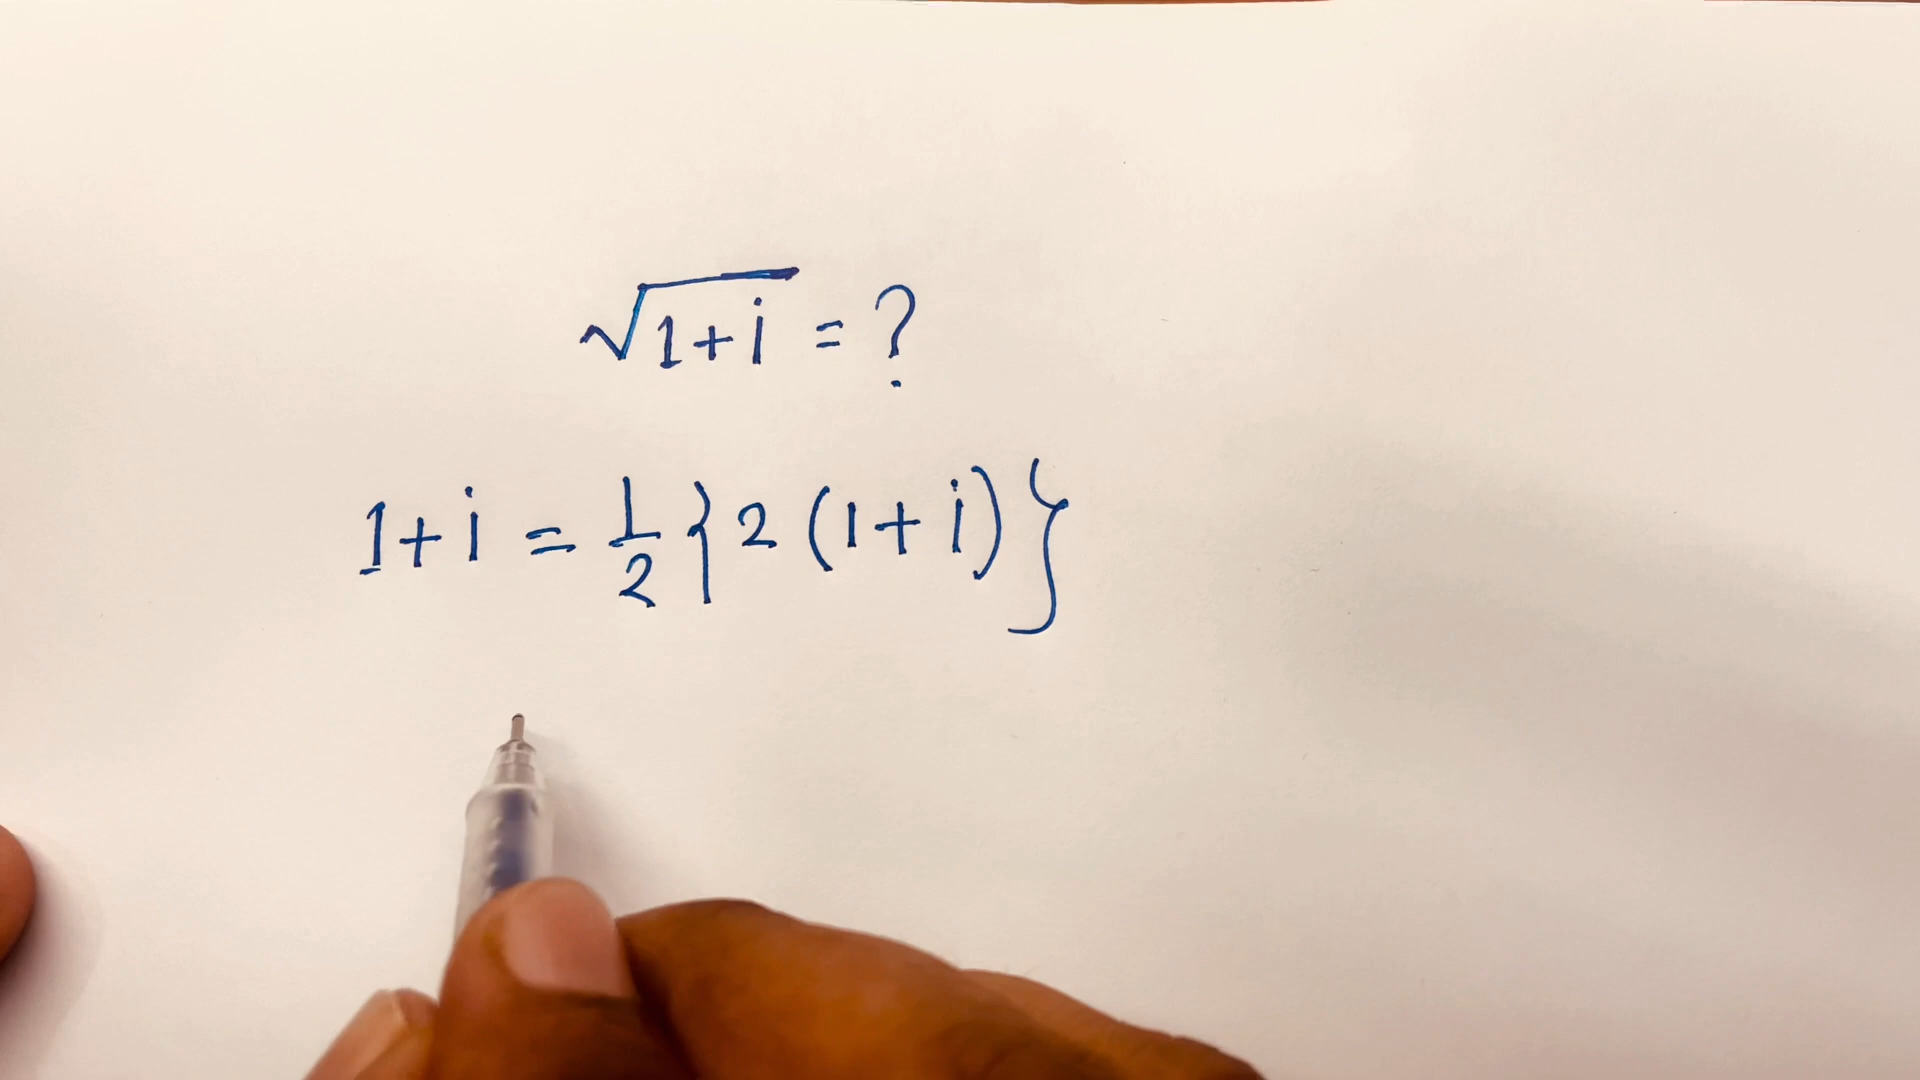 √1+i = ?
1+i = 1/2 {2(1+i)}